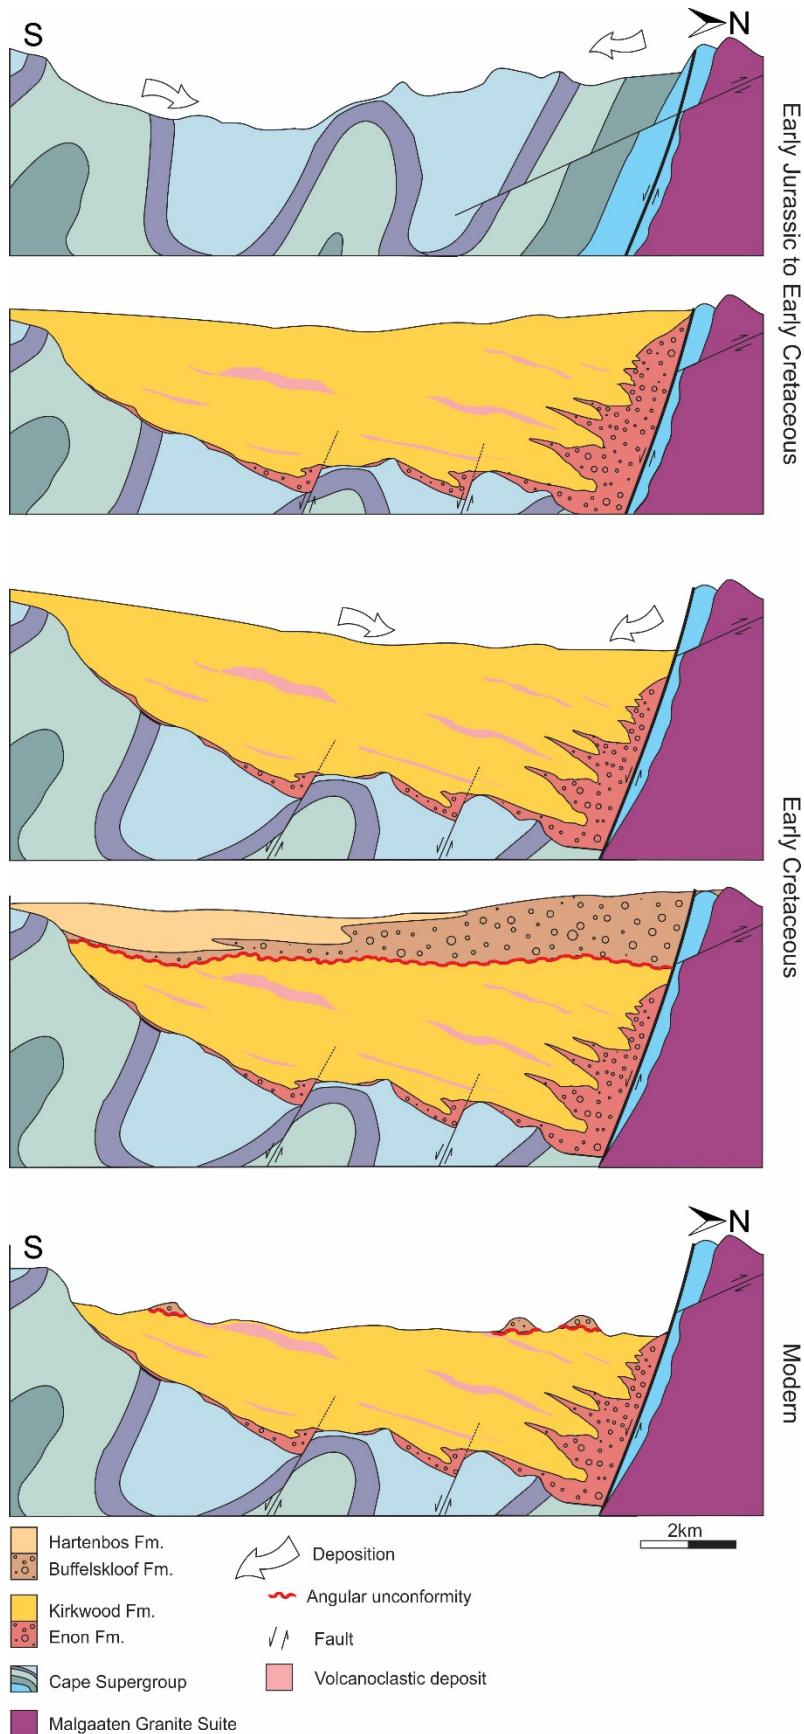 S
N
Early Jurassic to Early Cretaceous
Early Cretaceous
S
N
Modern
2km
Hartenbos Fm.
Buffelskloof Fm.
Kirkwood Fm.
Enon Fm.
Cape Supergroup
Malgaaten Granite Suite
Deposition
Angular unconformity
Fault
Volcanoclastic deposit